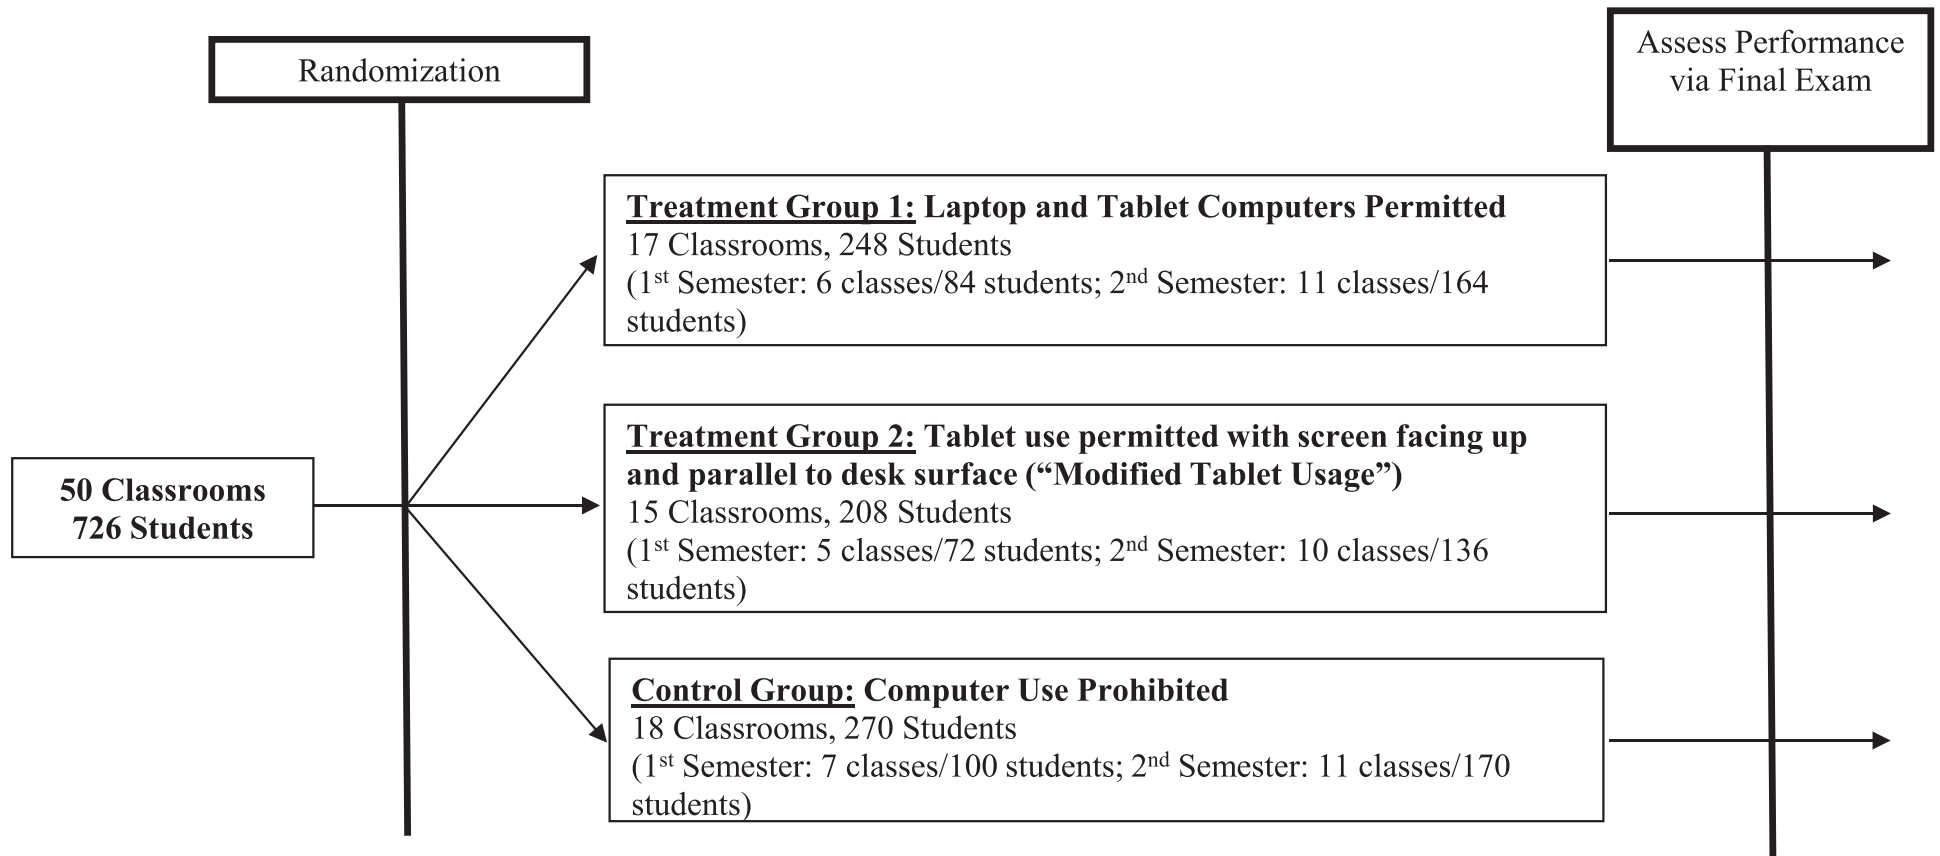 Randomization
Assess Performance
via Final Exam
Treatment Group 1: Laptop and Tablet Computers Permitted
17 Classrooms, 248 Students
(1st Semester: 6 classes/84 students; 2nd Semester: 11 classes/164
students)
50 Classrooms
726 Students
Treatment Group 2: Tablet use permitted with screen facing up
and parallel to desk surface (“Modified Tablet Usage”)
15 Classrooms, 208 Students
(1st Semester: 5 classes/72 students; 2nd Semester: 10 classes/136
students)
Control Group: Computer Use Prohibited
18 Classrooms, 270 Students
(1st Semester: 7 classes/100 students; 2nd Semester: 11 classes/170
students)